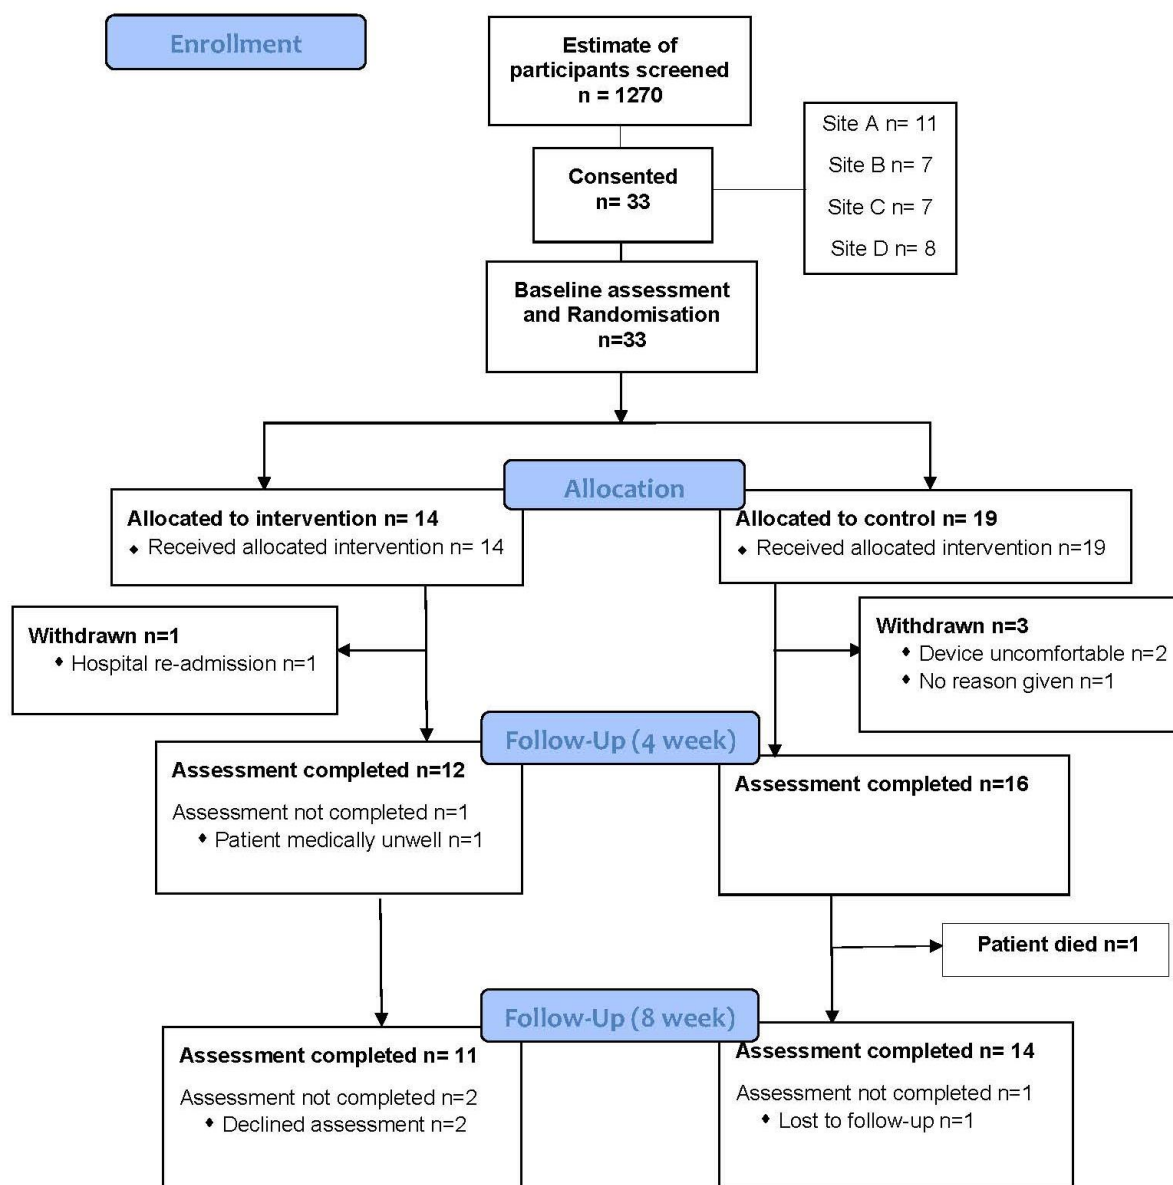 Enrollment
Estimate of
participants screened
n = 1270
Site A n= 11
Site B n= 7
Site C n= 7
Site D n= 8
Consented
n= 33
Baseline assessment
and Randomisation
n=33
Allocation
Allocated to intervention n= 14
♦ Received allocated intervention n= 14
Allocated to control n= 19
♦ Received allocated intervention n=19
Withdrawn n=1
♦ Hospital re-admission n=1
Withdrawn n=3
♦ Device uncomfortable n=2
♦ No reason given n=1
Follow-Up (4 week)
Assessment completed n=12
Assessment not completed n=1
♦ Patient medically unwell n=1
Assessment completed n=16
Patient died n=1
Follow-Up (8 week)
Assessment completed n= 11
Assessment not completed n=2
♦ Declined assessment n=2
Assessment completed n= 14
Assessment not completed n=1
♦ Lost to follow-up n=1